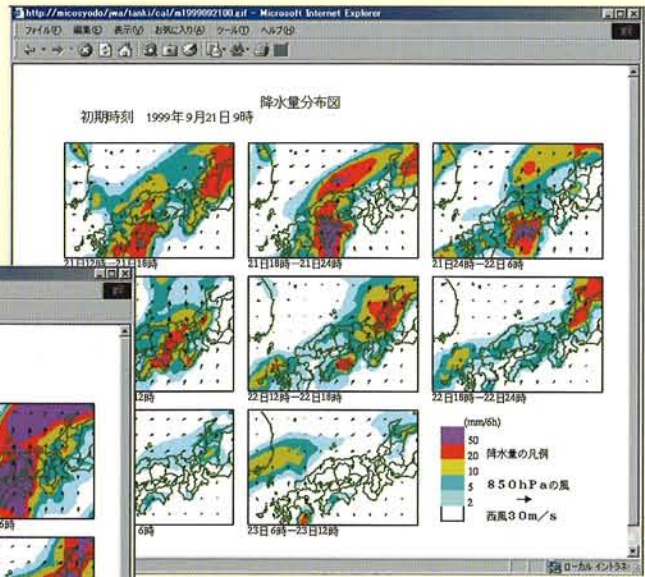 http://micosyodo/jwa/tanki/cal/m1999092100.gif - Microsoft Internet Explorer
ファイル(F) 編集(E) 表示(V) お気に入り(A) ツール(T) ヘルプ(H)
降水量分布図
初期時刻 1999年9月21日9時
21日12時－21日18時
21日18時－21日24時
21日24時－22日6時
12時
22日12時－22日18時
22日18時－22日24時
6時
23日6時－23日12時
(mm/6h)
50
20
10
5
2
降水量の凡例
850hPaの風
西風30m/s
6時
ローカル イントラネ